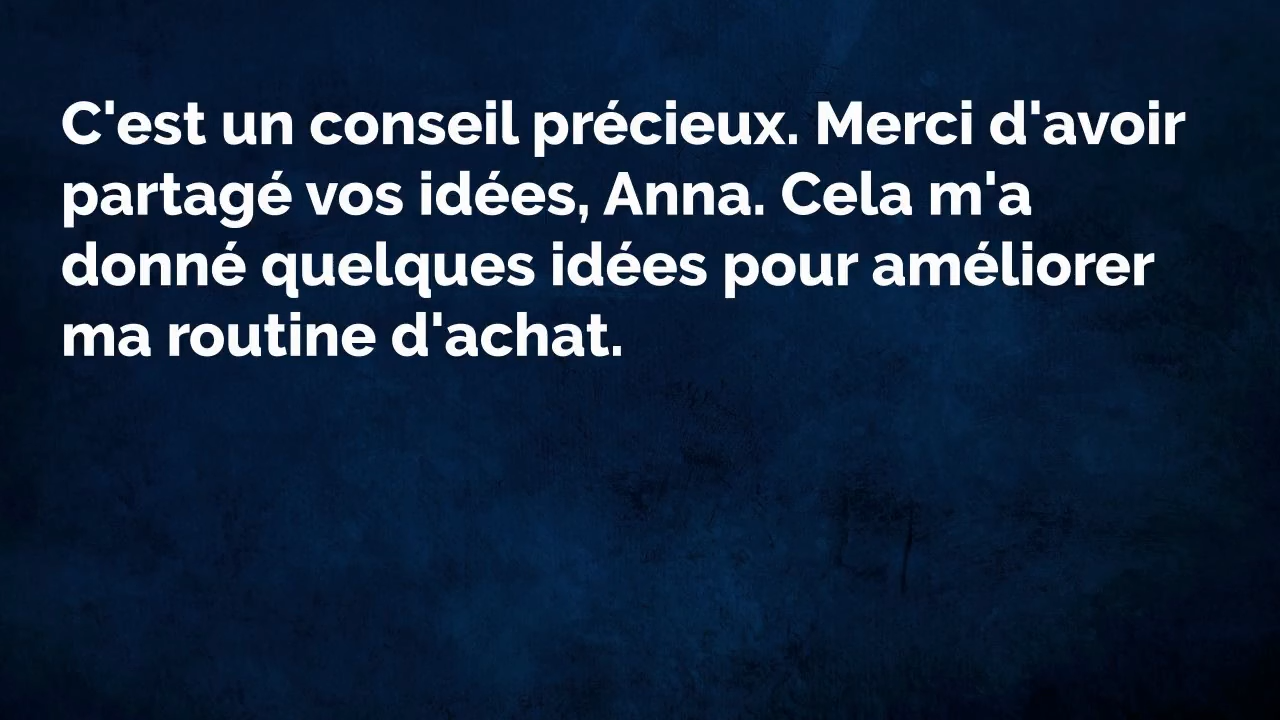 C'est un conseil précieux. Merci d'avoir
partagé vos idées, Anna. Cela m'a
donné quelques idées pour améliorer
ma routine d'achat.